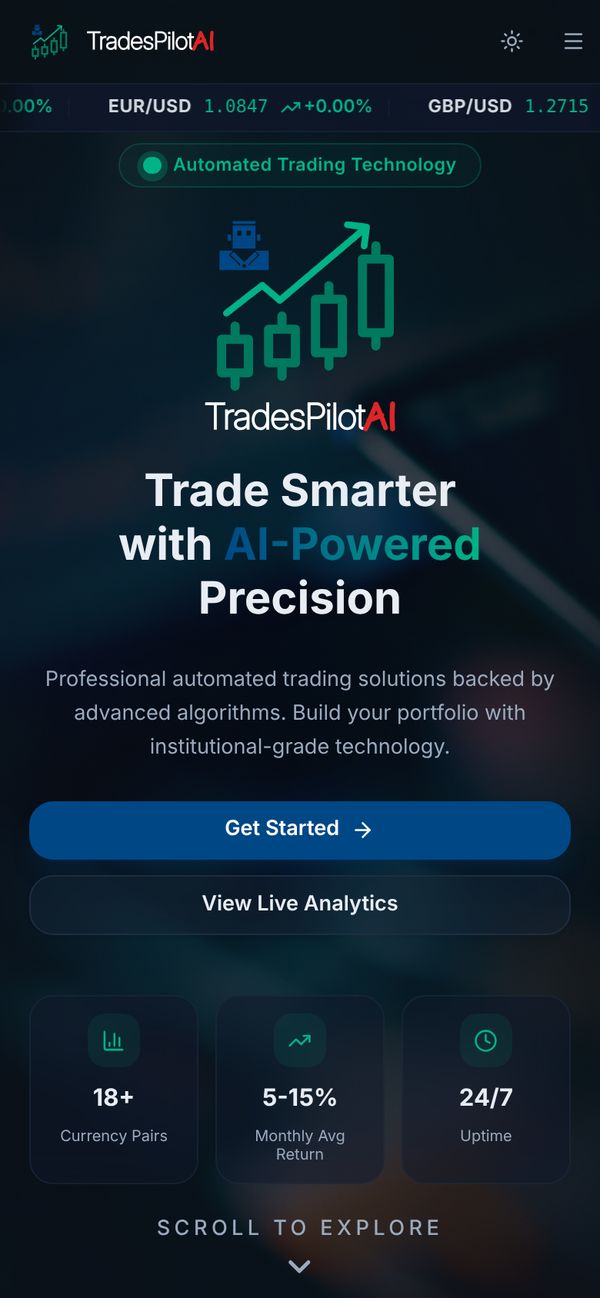 TradesPilotAI
0.00% EUR/USD 1.0847 +0.00% GBP/USD 1.2715
Automated Trading Technology
TradesPilotAI
Trade Smarter
with AI-Powered
Precision
Professional automated trading solutions backed by
advanced algorithms. Build your portfolio with
institutional-grade technology.
Get Started →
View Live Analytics
18+
Currency Pairs
5-15%
Monthly Avg
Return
24/7
Uptime
SCROLL TO EXPLORE